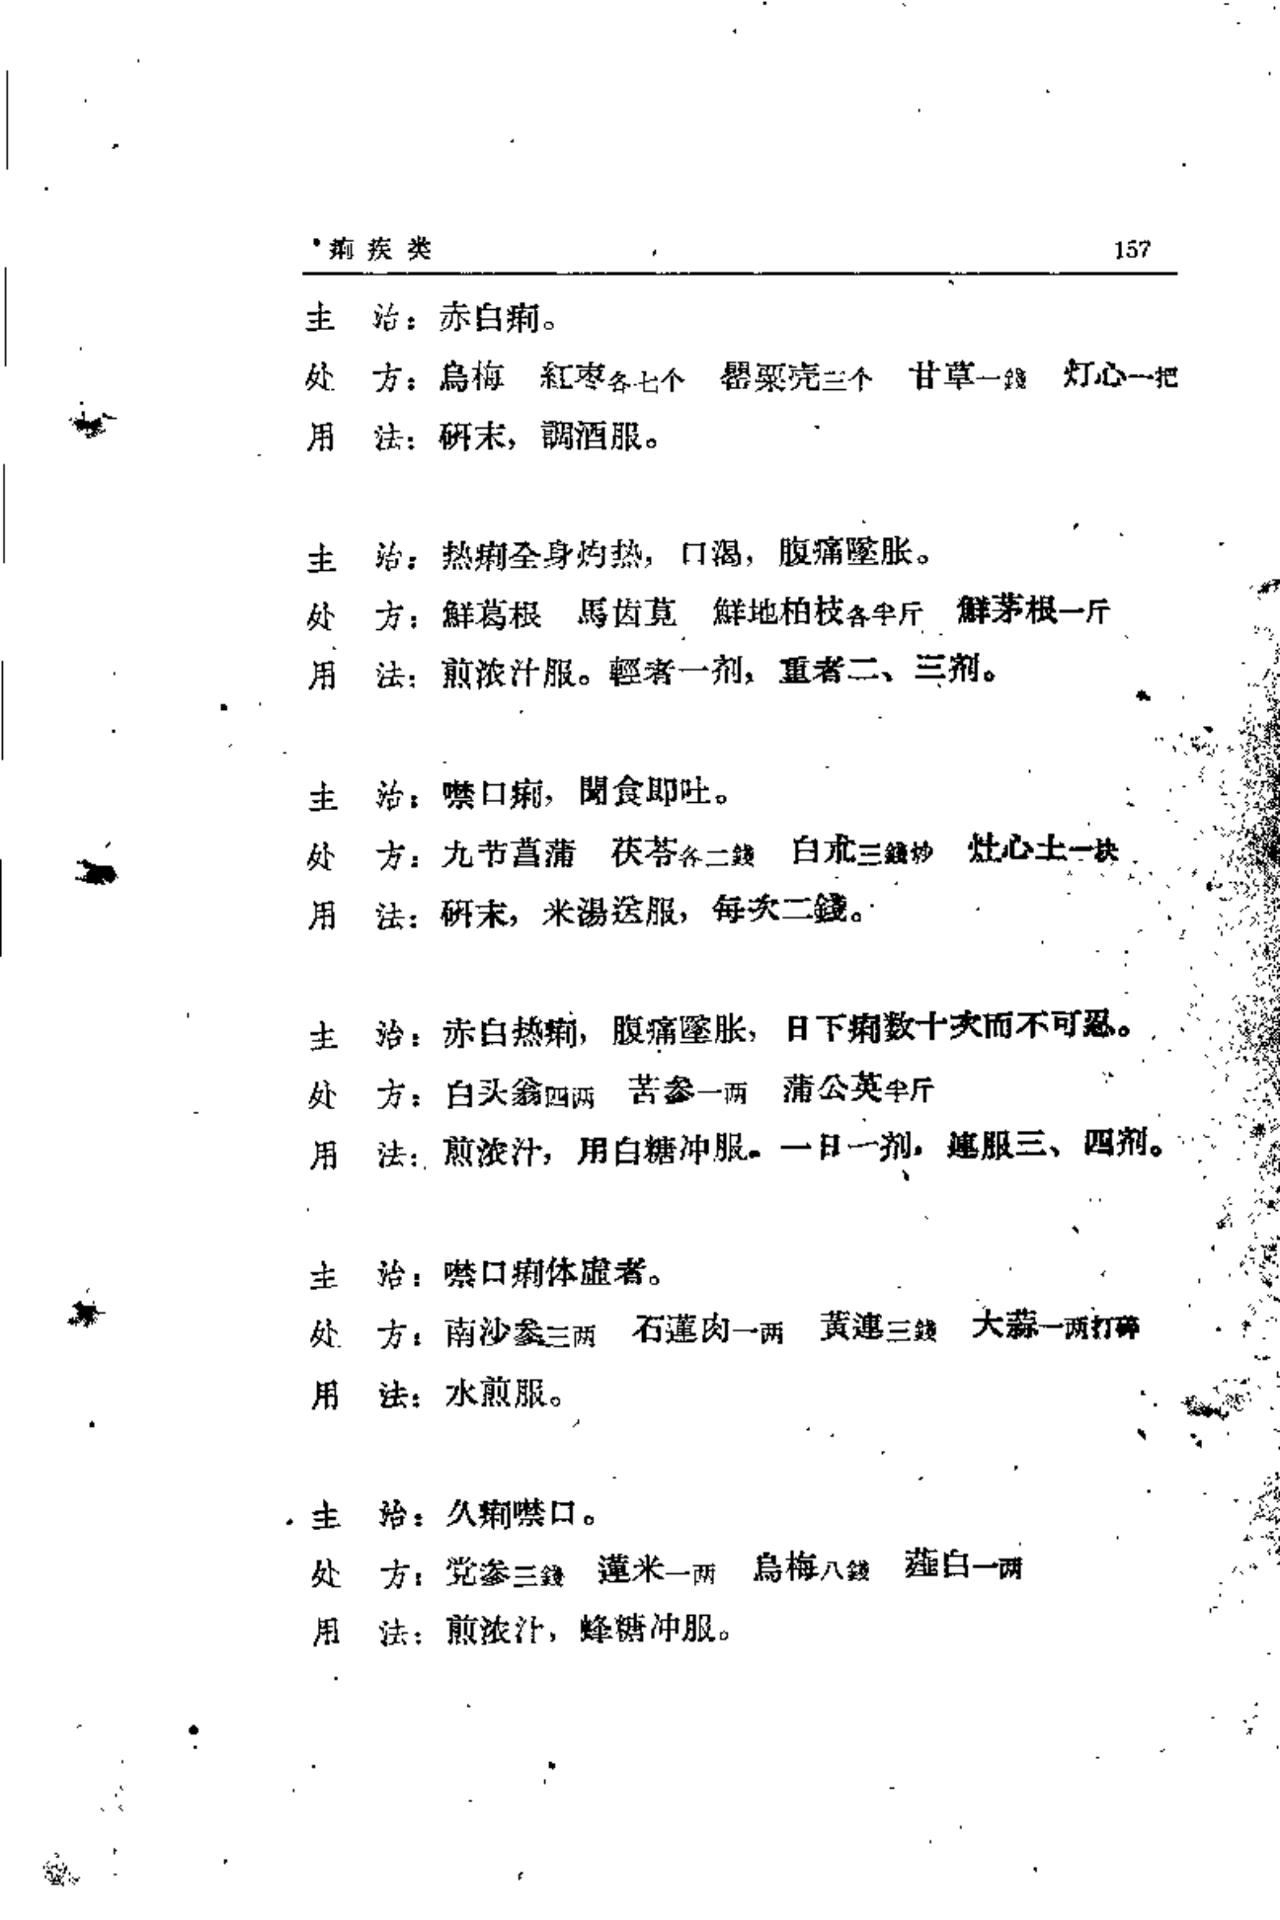 痢疾类 157
主 治：赤白痢。
处 方：烏梅 紅枣各七个 罌粟壳三个 甘草一錢 灯心一把
用 法：研末，調酒服。
主 治：热痢全身灼热，口渴，腹痛墜胀。
处 方：鮮葛根 馬齿莧 鮮地柏枝各半斤 鮮茅根一斤
用 法：煎浓汁服。輕者一剂，重者二、三剂。
主 治：噤口痢，聞食即吐。
处 方：九节菖蒲 茯苓各二錢 白朮三錢炒 灶心土一块
用 法：研末，米湯送服，每次二錢。
主 治：赤白热痢，腹痛墜胀，日下痢数十次而不可忍。
处 方：白头翁四两 苦参一两 蒲公英半斤
用 法：煎浓汁，用白糖冲服。一日一剂，連服三、四剂。
主 治：噤口痢体虛者。
处 方：南沙参三两 石蓮肉一两 黃連三錢 大蒜一两打碎
用 法：水煎服。
主 治：久痢噤口。
处 方：党参三錢 蓮米一两 烏梅八錢 薤白一两
用 法：煎浓汁，蜂糖冲服。